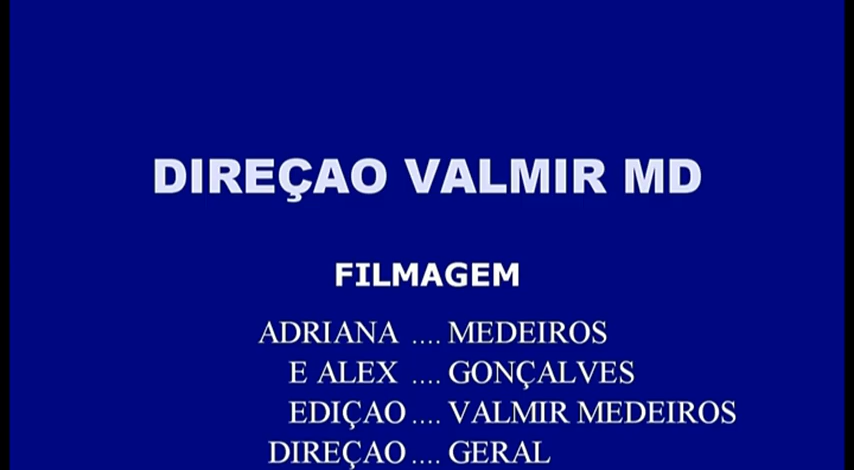 DIREÇAO VALMIR MD
FILMAGEM
ADRIANA .... MEDEIROS
E ALEX .... GONÇALVES
EDIÇAO .... VALMIR MEDEIROS
DIREÇAO .... GERAL